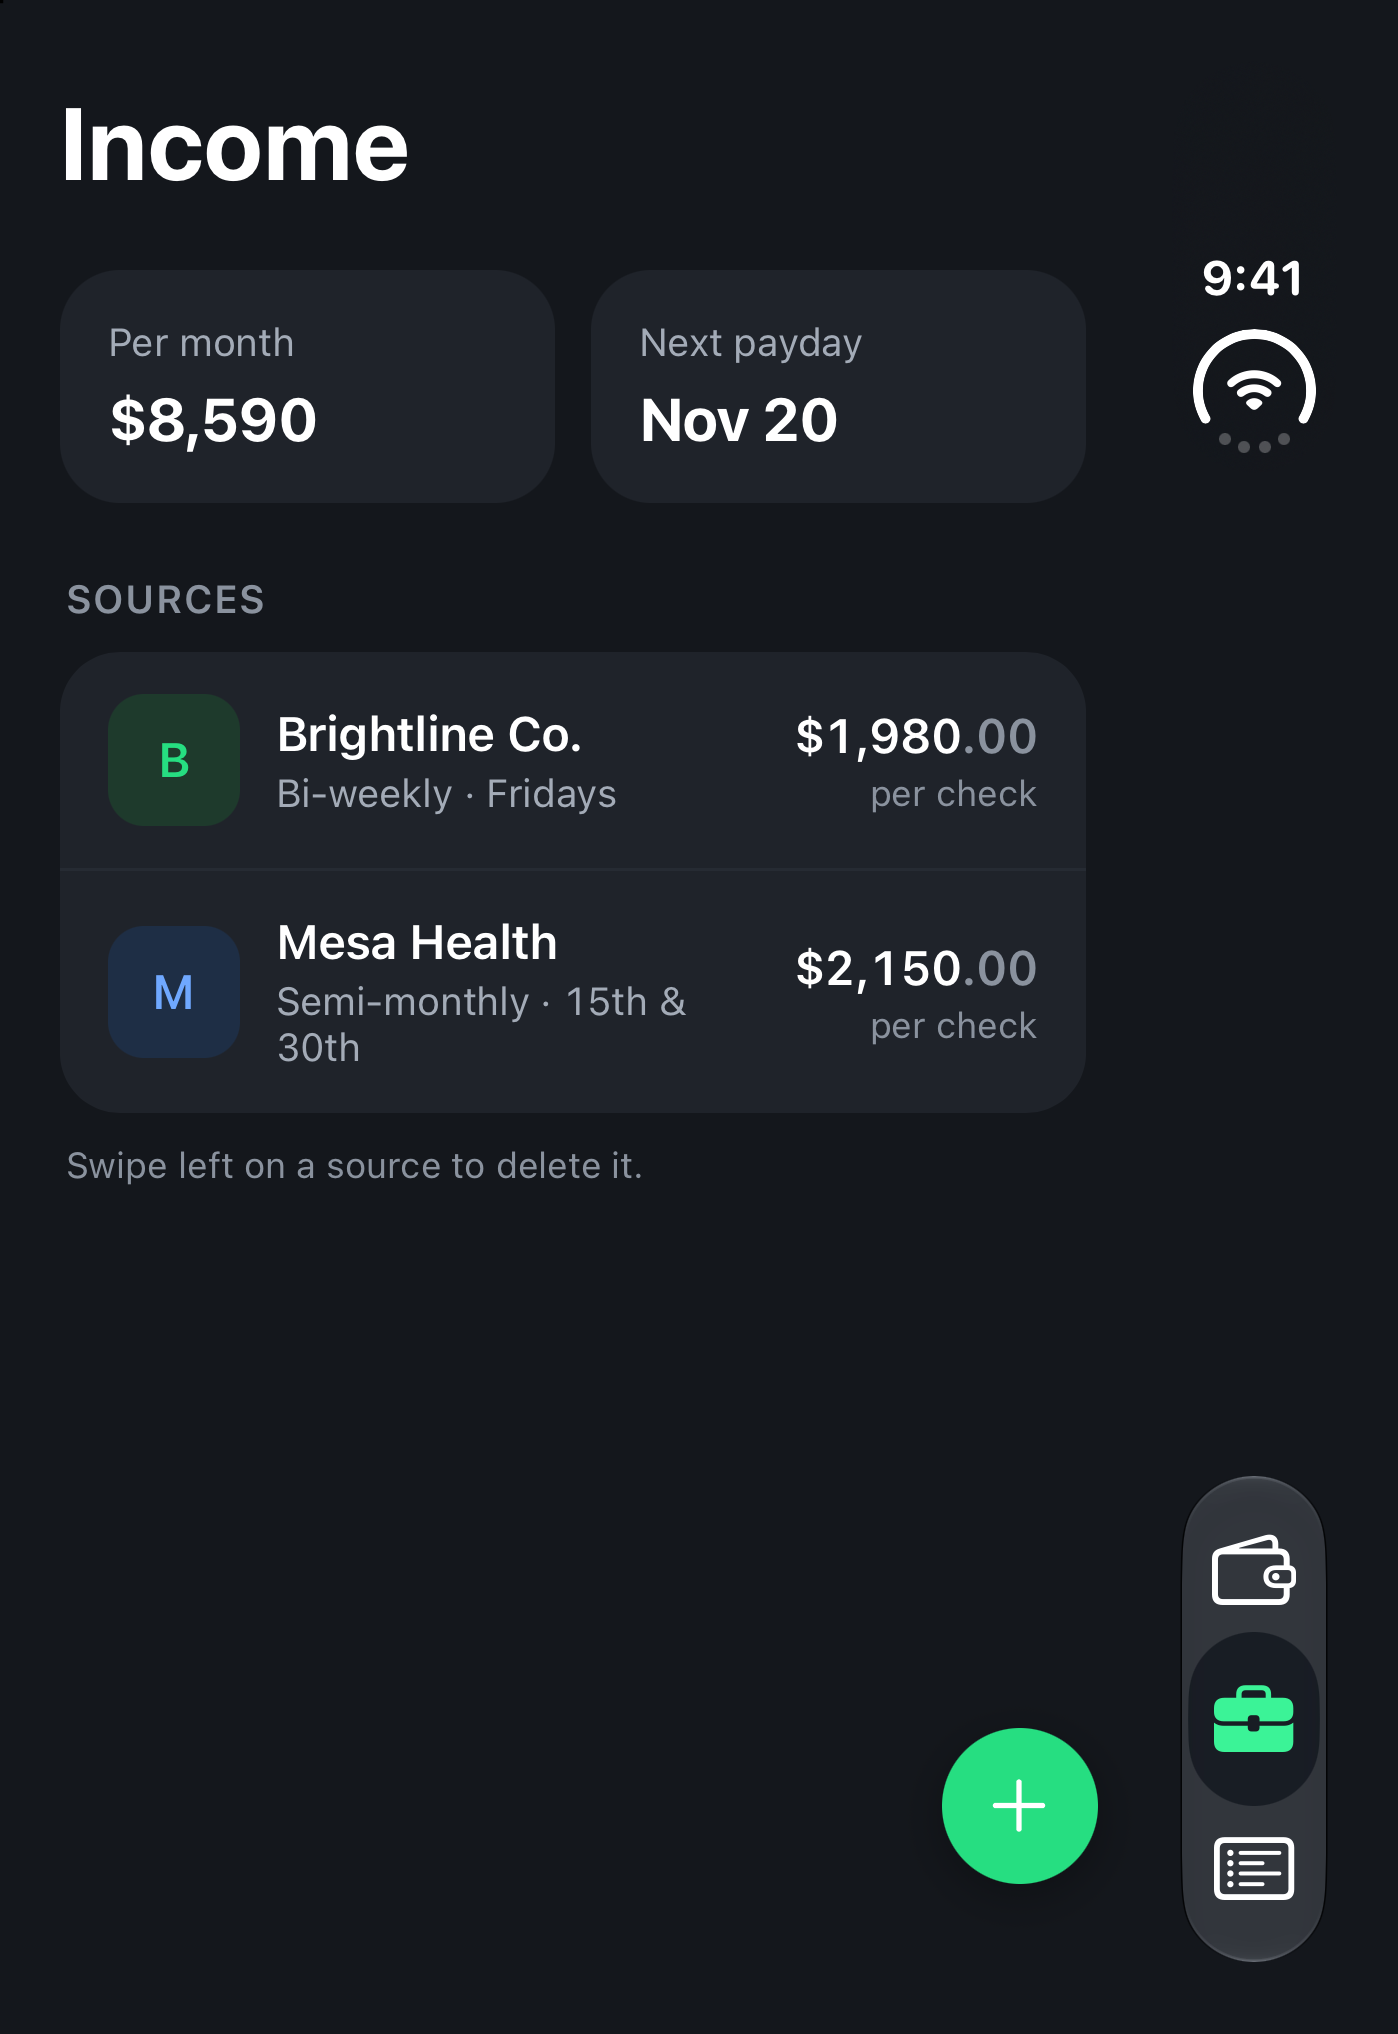 Income
9:41
Per month
$8,590
Next payday
Nov 20
SOURCES
B
Brightline Co.
Bi-weekly · Fridays
$1,980.00
per check
M
Mesa Health
Semi-monthly · 15th &
30th
$2,150.00
per check
Swipe left on a source to delete it.